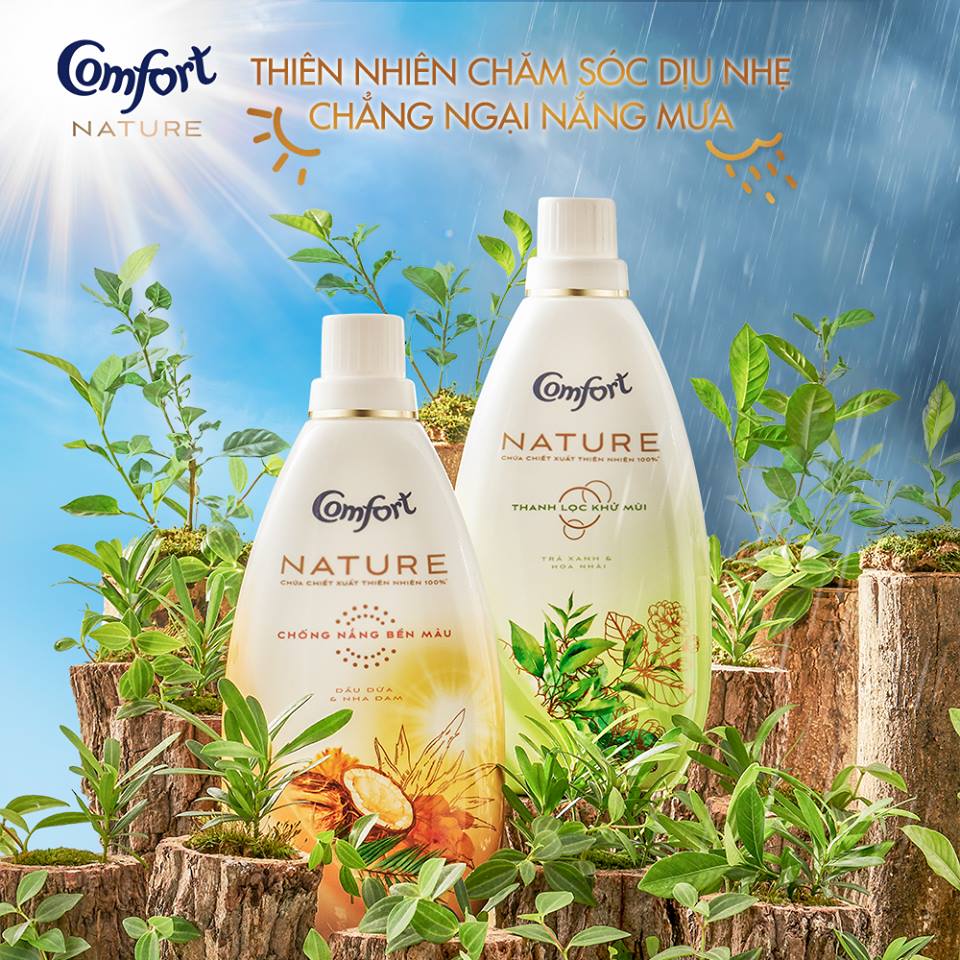 Comfort
NATURE
THIÊN NHIÊN CHĂM SÓC DỊU NHẸ
CHẲNG NGẠI NẮNG MƯA
Comfort
NATURE
CHỨA CHIẾT XUẤT THIÊN NHIÊN 100%*
THANH LỌC KHỬ MÙI
TRÀ XANH &
HOA NHÀI
Comfort
NATURE
CHỨA CHIẾT XUẤT THIÊN NHIÊN 100%*
CHỐNG NẮNG BỀN MÀU
DẦU DỪA
& NHA ĐAM